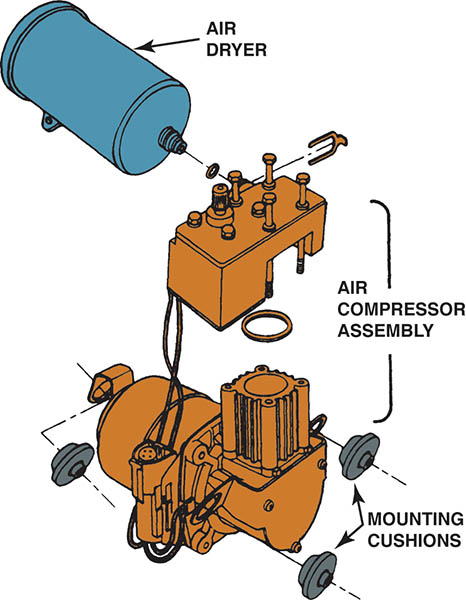 AIR
DRYER
AIR
COMPRESSOR
ASSEMBLY
MOUNTING
CUSHIONS